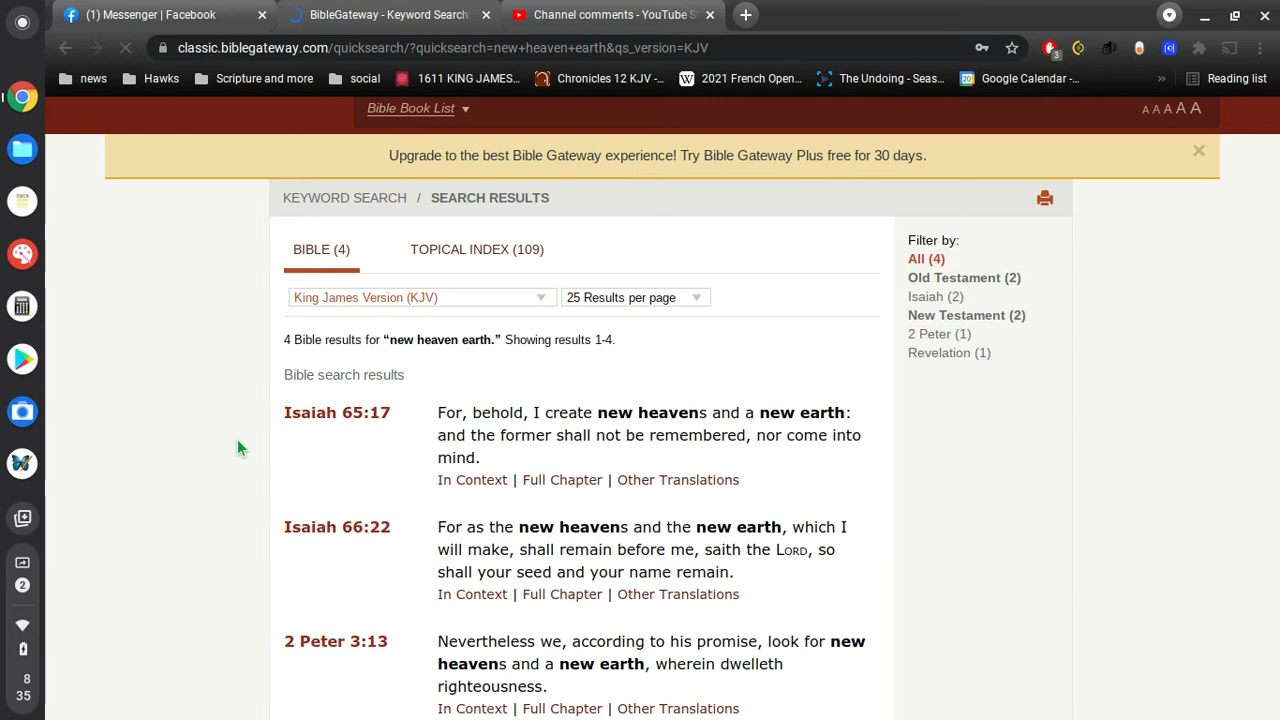 (1) Messenger | Facebook
BibleGateway - Keyword Search:
Channel comments - YouTube S
classic.biblegateway.com/quicksearch/?quicksearch=new+heaven+earth&qs_version=KJV
3
news
Hawks
Scripture and more
social
1611 KING JAMES...
Chronicles 12 KJV -...
2021 French Open...
The Undoing - Seas...
20
Google Calendar -...
»
Reading list
Bible Book List
A A A A A
Upgrade to the best Bible Gateway experience! Try Bible Gateway Plus free for 30 days.
KEYWORD SEARCH / SEARCH RESULTS
BIBLE (4)
TOPICAL INDEX (109)
King James Version (KJV)
25 Results per page
4 Bible results for “new heaven earth.” Showing results 1-4.
Bible search results
Isaiah 65:17
For, behold, I create new heavens and a new earth:
and the former shall not be remembered, nor come into
mind.
In Context | Full Chapter | Other Translations
Isaiah 66:22
For as the new heavens and the new earth, which I
will make, shall remain before me, saith the LORD, so
shall your seed and your name remain.
In Context | Full Chapter | Other Translations
2 Peter 3:13
Nevertheless we, according to his promise, look for new
heavens and a new earth, wherein dwelleth
righteousness.
In Context | Full Chapter | Other Translations
Filter by:
All (4)
Old Testament (2)
Isaiah (2)
New Testament (2)
2 Peter (1)
Revelation (1)
2
8
35